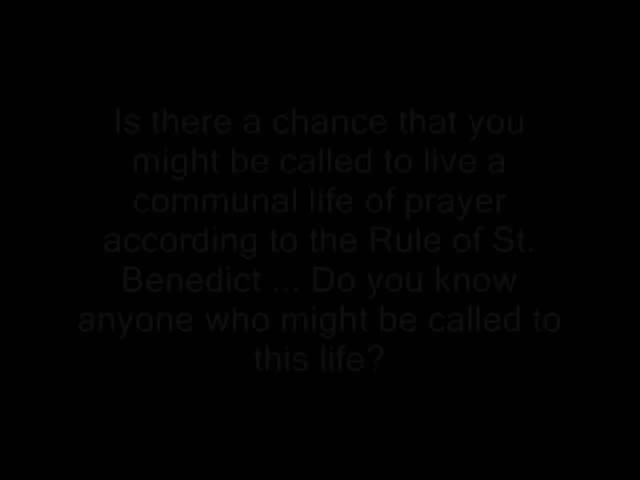 Is there a chance that you
might be called to live a
communal life of prayer
according to the Rule of St.
Benedict ... Do you know
anyone who might be called to
this life?